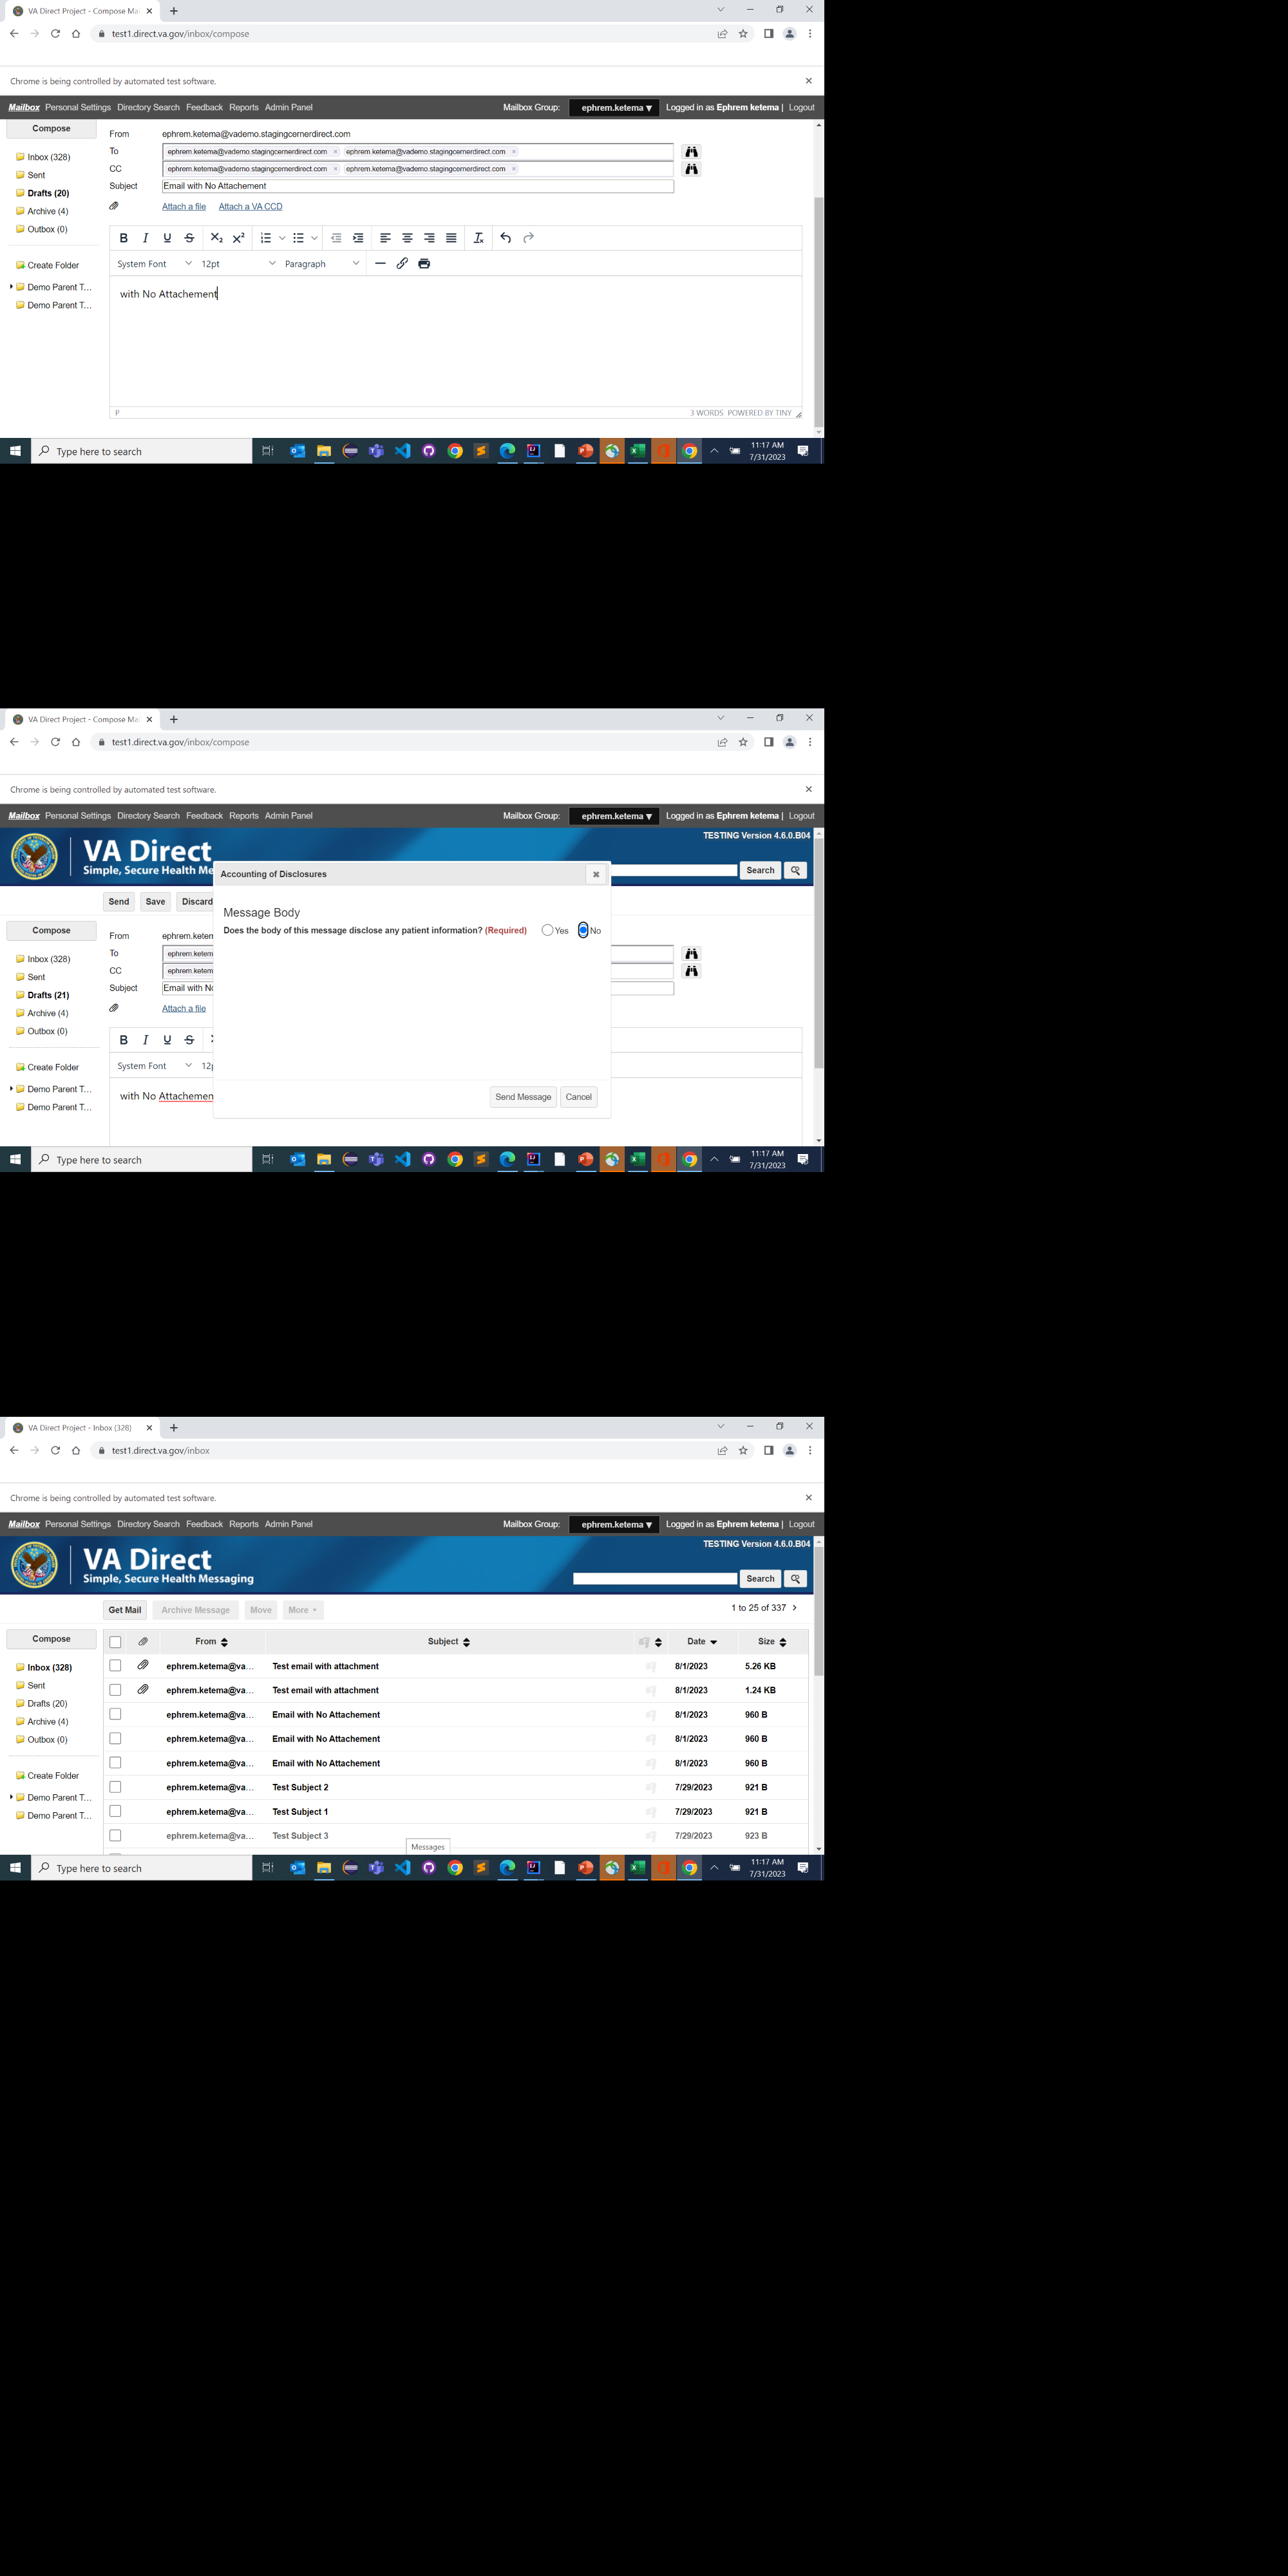 VA Direct Project - Compose Ma
test1.direct.va.gov/inbox/compose
Chrome is being controlled by automated test software.
Mailbox Personal Settings Directory Search Feedback Reports Admin Panel Mailbox Group: ephrem.ketema ▼ Logged in as Ephrem ketema | Logout
Compose
From ephrem.ketema@vademo.stagingcernerdirect.com
To ephrem.ketema@vademo.stagingcernerdirect.com × ephrem.ketema@vademo.stagingcernerdirect.com ×
CC ephrem.ketema@vademo.stagingcernerdirect.com × ephrem.ketema@vademo.stagingcernerdirect.com ×
Subject Email with No Attachement
Attach a file Attach a VA CCD
Inbox (328)
Sent
Drafts (20)
Archive (4)
Outbox (0)
Create Folder
Demo Parent T...
Demo Parent T...
System Font 12pt Paragraph
with No Attachement
P 3 WORDS POWERED BY TINY
Type here to search
11:17 AM
7/31/2023
VA Direct Project - Compose Ma
test1.direct.va.gov/inbox/compose
Chrome is being controlled by automated test software.
Mailbox Personal Settings Directory Search Feedback Reports Admin Panel Mailbox Group: ephrem.ketema ▼ Logged in as Ephrem ketema | Logout
TESTING Version 4.6.0.B04
VA Direct
Simple, Secure Health Me
Search
Send Save Discard
Accounting of Disclosures
Message Body
Does the body of this message disclose any patient information? (Required) Yes No
Send Message Cancel
Compose
From ephrem.keter
To ephrem.ketem
CC ephrem.ketem
Subject Email with No
Attach a file
Inbox (328)
Sent
Drafts (21)
Archive (4)
Outbox (0)
Create Folder
Demo Parent T...
Demo Parent T...
System Font 12p
with No Attachemen
Type here to search
11:17 AM
7/31/2023
VA Direct Project - Inbox (328)
test1.direct.va.gov/inbox
Chrome is being controlled by automated test software.
Mailbox Personal Settings Directory Search Feedback Reports Admin Panel Mailbox Group: ephrem.ketema ▼ Logged in as Ephrem ketema | Logout
TESTING Version 4.6.0.B04
VA Direct
Simple, Secure Health Messaging
Search
Get Mail Archive Message Move More 1 to 25 of 337
Compose
Inbox (328)
Sent
Drafts (20)
Archive (4)
Outbox (0)
Create Folder
Demo Parent T...
Demo Parent T...
From Subject Date Size
ephrem.ketema@va... Test email with attachment 8/1/2023 5.26 KB
ephrem.ketema@va... Test email with attachment 8/1/2023 1.24 KB
ephrem.ketema@va... Email with No Attachement 8/1/2023 960 B
ephrem.ketema@va... Email with No Attachement 8/1/2023 960 B
ephrem.ketema@va... Email with No Attachement 8/1/2023 960 B
ephrem.ketema@va... Test Subject 2 7/29/2023 921 B
ephrem.ketema@va... Test Subject 1 7/29/2023 921 B
ephrem.ketema@va... Test Subject 3 7/29/2023 923 B
Messages
Type here to search
11:17 AM
7/31/2023